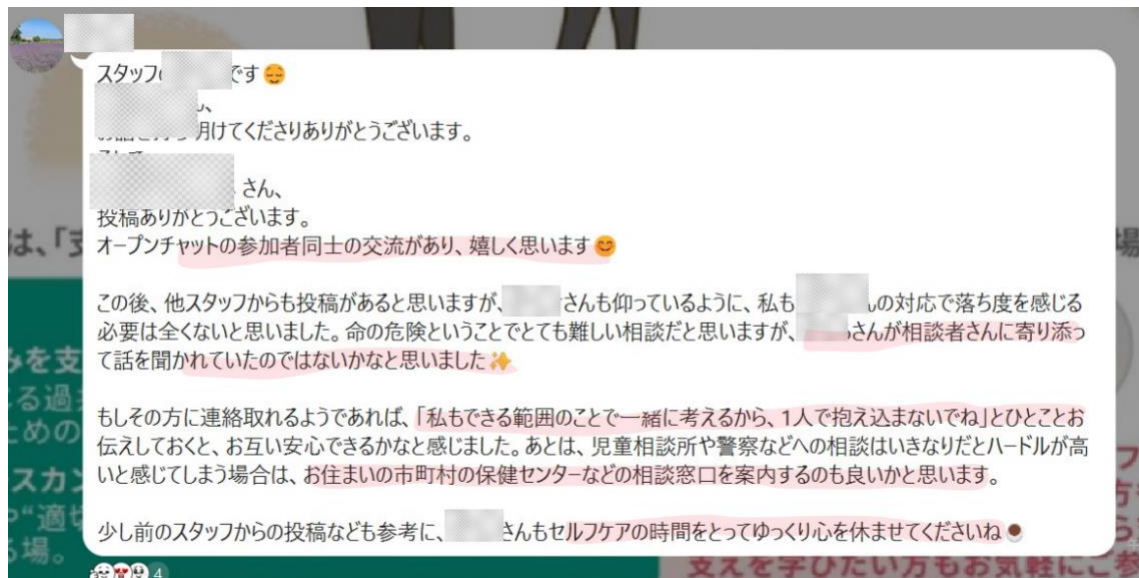 スタッフの です😌
ん、
お話を打ち明けてくださりありがとうございます。
そして
さん、
投稿ありがとうございます。
オープンチャットの参加者同士の交流があり、嬉しく思います😊
この後、他スタッフからも投稿があると思いますが、 さんも仰っているように、私も んの対応で落ち度を感じる
必要は全くないと思いました。命の危険ということでとても難しい相談だと思いますが、 さんが相談者さんに寄り添っ
て話を聞かれていたのではないかなと思いました✨
もしその方に連絡取れるようであれば、「私もできる範囲のことで一緒に考えるから、1人で抱え込まないでね」とひとことお
伝えしておくと、お互い安心できるかなと感じました。あとは、児童相談所や警察などへの相談はいきなりだとハードルが高
いと感じてしまう場合は、お住まいの市町村の保健センターなどの相談窓口を案内するのも良いかと思います。
少し前のスタッフからの投稿なども参考に、 さんもセルフケアの時間をとってゆっくり心を休ませてくださいね☕
4
は、「支
場
みを支
る過
ための
スカン
“適切
る場。
支えを学びたい方もお気軽にご参